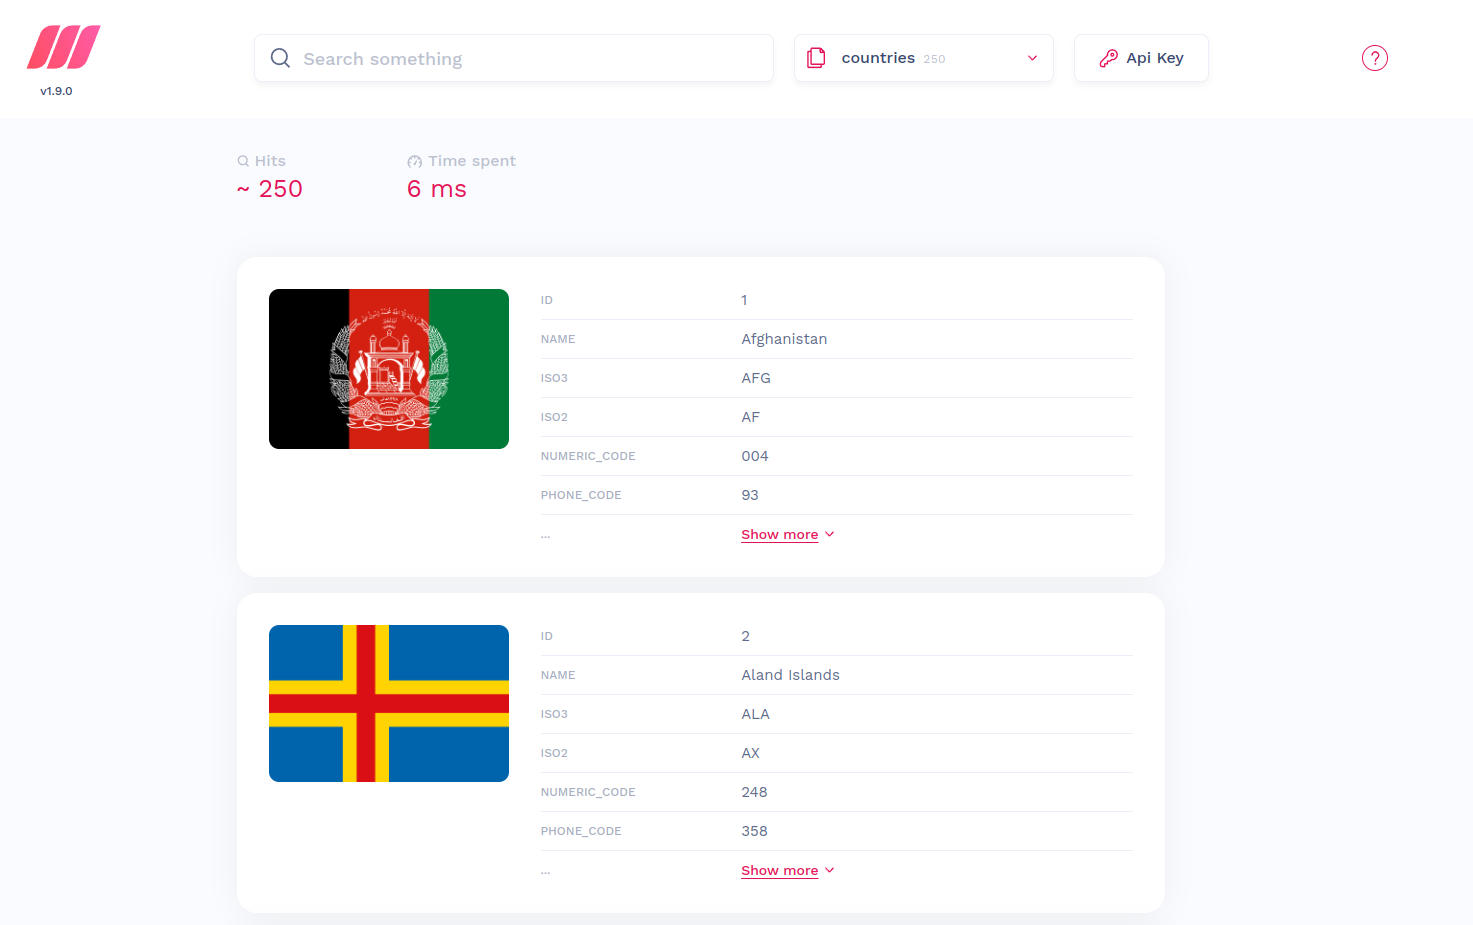 v1.9.0
Search something
countries 250
Api Key
?
Hits
~ 250
Time spent
6 ms
ID 1
NAME Afghanistan
ISO3 AFG
ISO2 AF
NUMERIC_CODE 004
PHONE_CODE 93
... Show more
ID 2
NAME Aland Islands
ISO3 ALA
ISO2 AX
NUMERIC_CODE 248
PHONE_CODE 358
... Show more